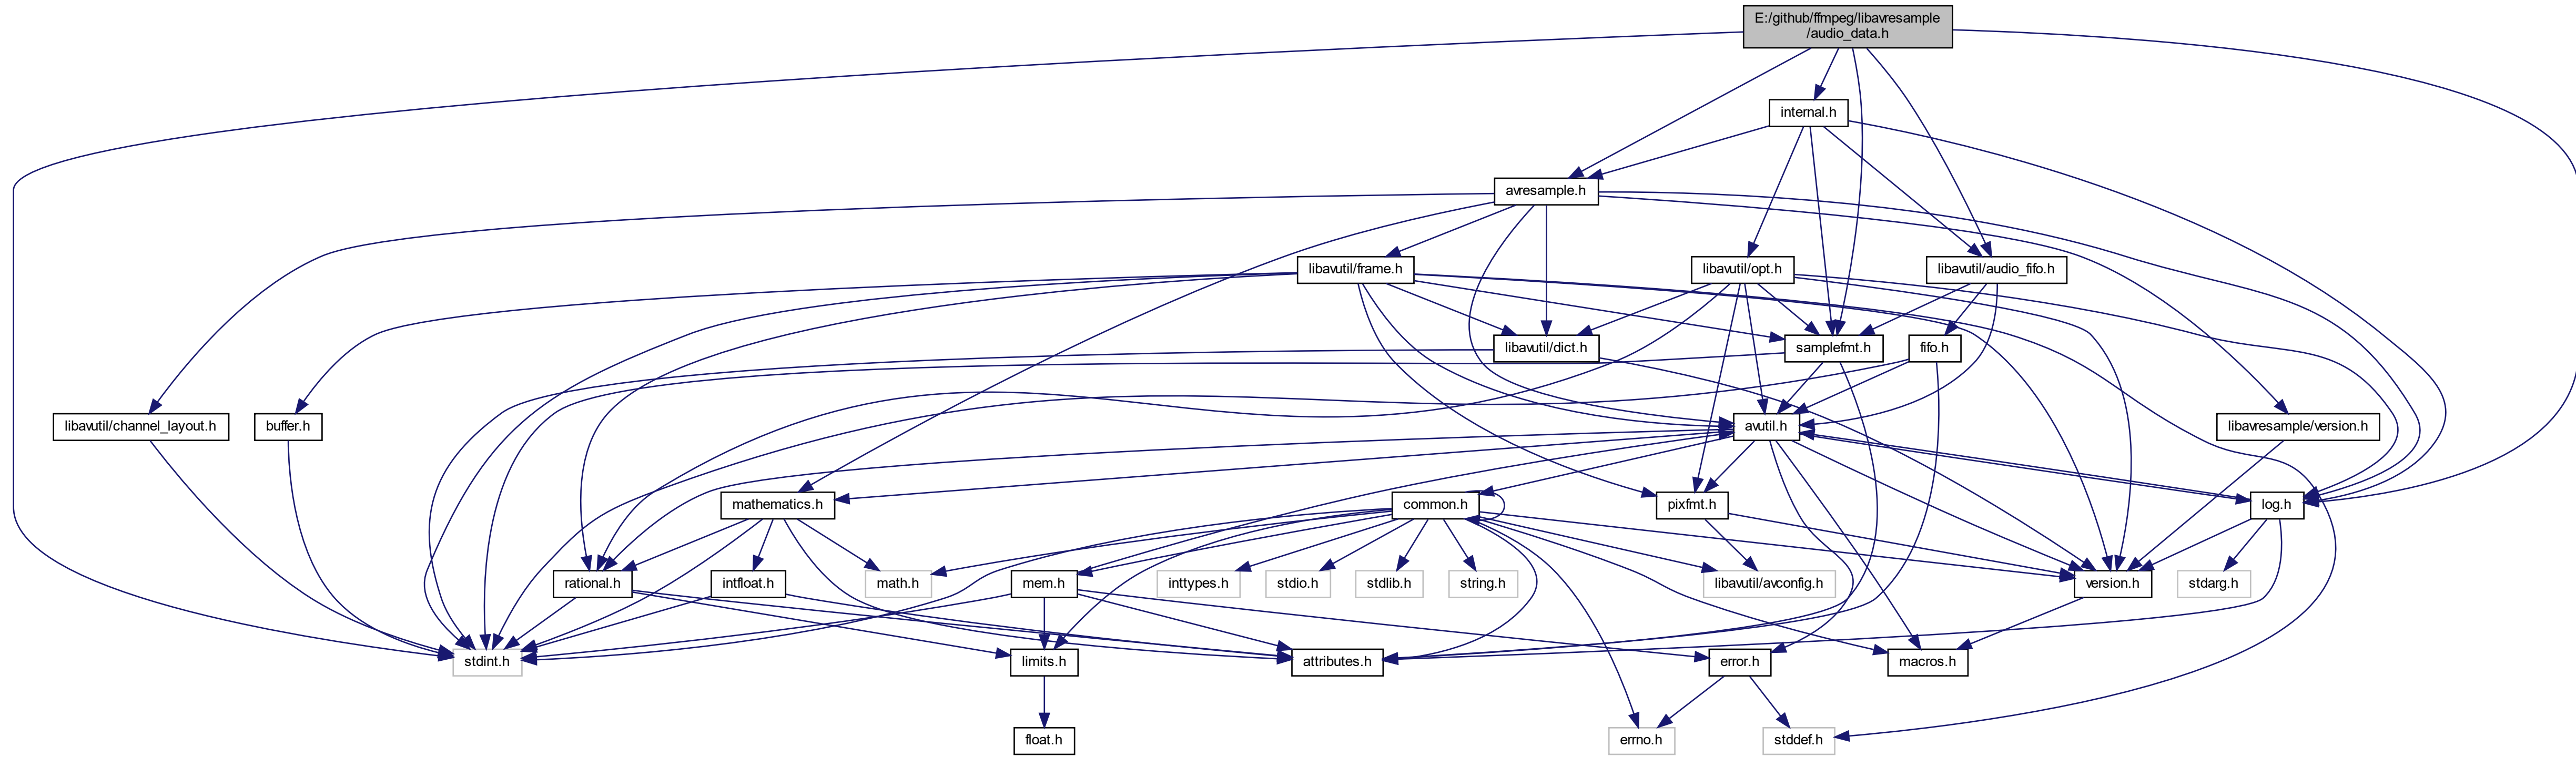 E:/github/ffmpeg/libavresample
/audio_data.h
internal.h
avresample.h
libavutil/frame.h
libavutil/opt.h
libavutil/audio_fifo.h
libavutil/dict.h
samplefmt.h
fifo.h
libavutil/channel_layout.h
buffer.h
avutil.h
libavresample/version.h
mathematics.h
common.h
pixfmt.h
log.h
rational.h
intfloat.h
math.h
mem.h
inttypes.h
stdio.h
stdlib.h
string.h
libavutil/avconfig.h
version.h
stdarg.h
stdint.h
limits.h
attributes.h
error.h
macros.h
float.h
errno.h
stddef.h